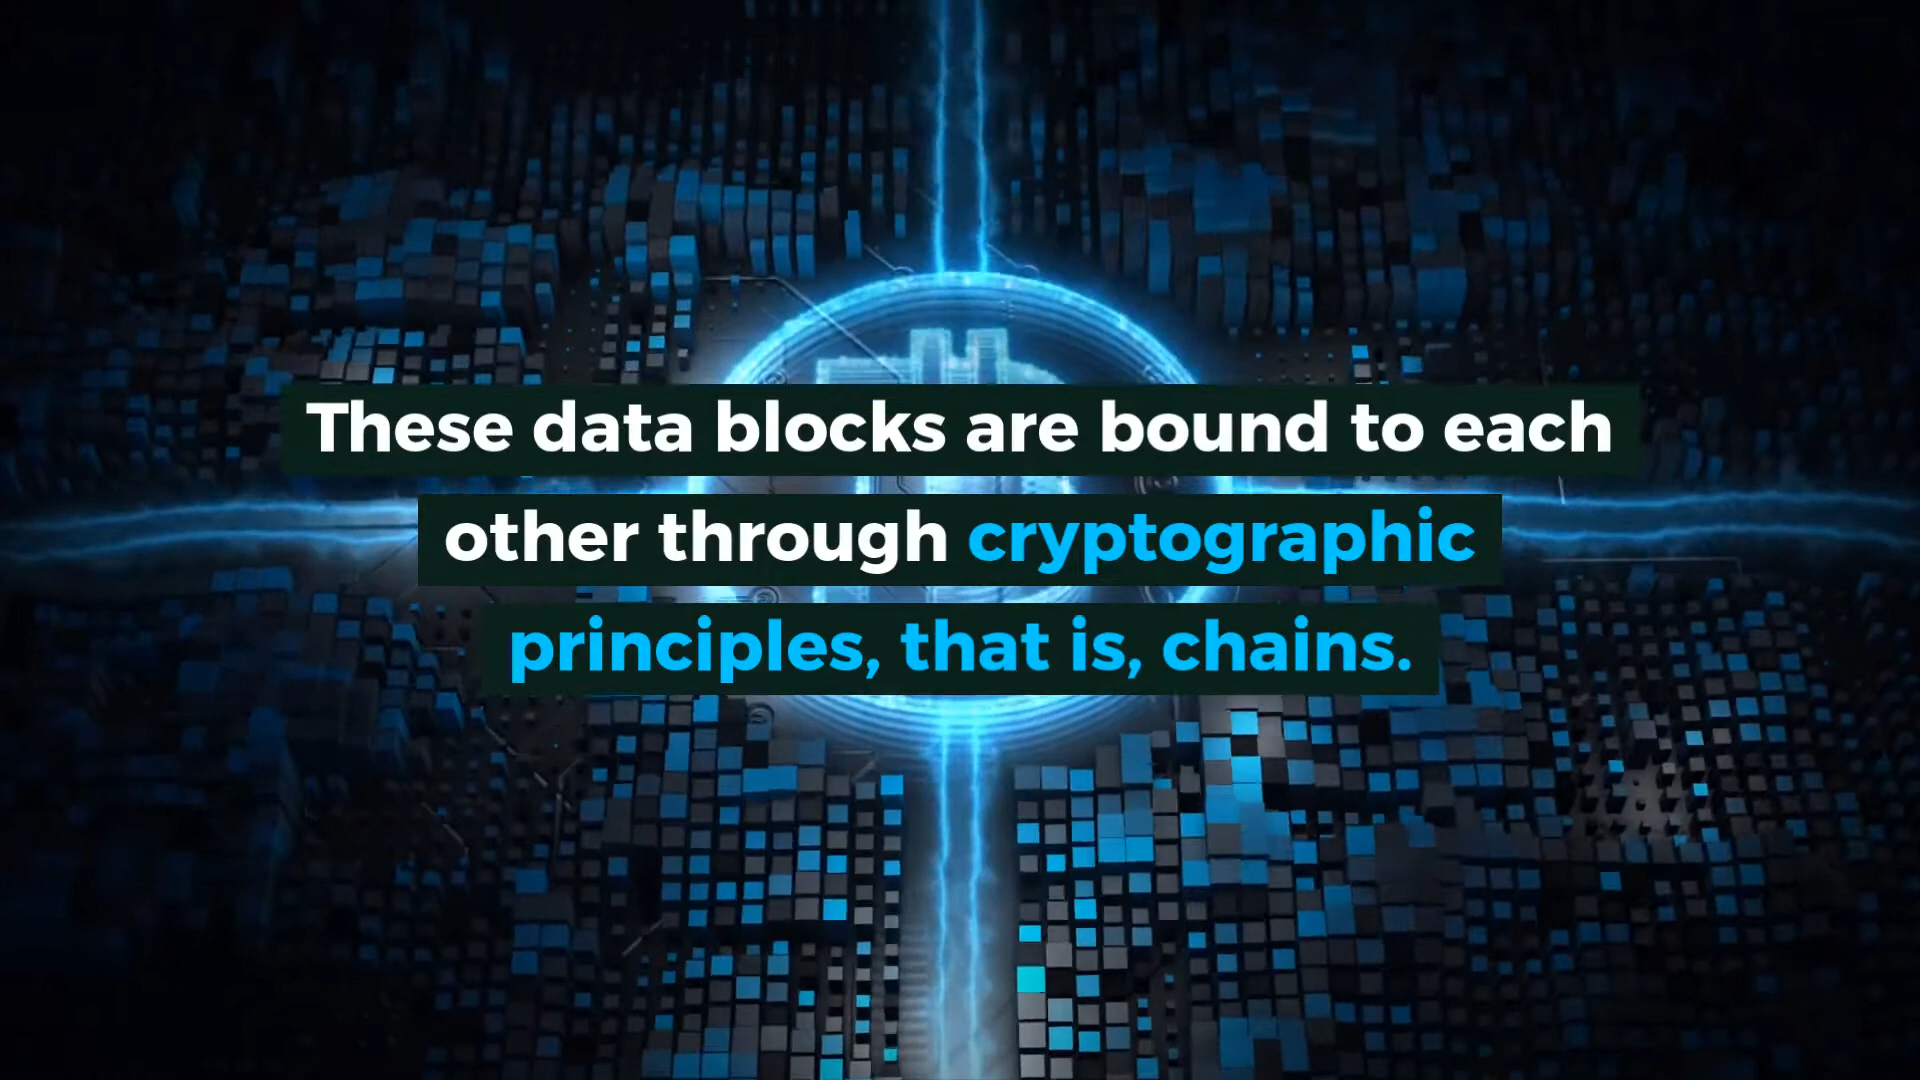 These data blocks are bound to each
other through cryptographic
principles, that is, chains.